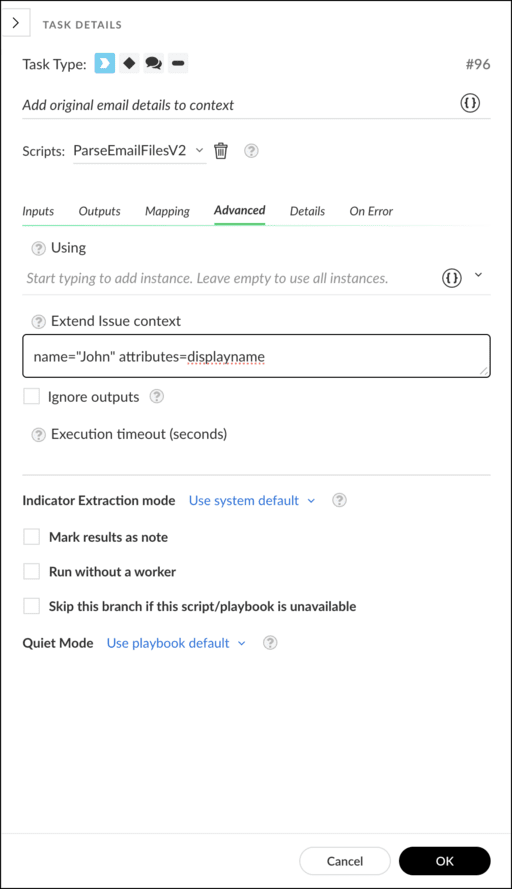 TASK DETAILS
Task Type: #96
Add original email details to context {}
Scripts: ParseEmailFilesV2 ?
Inputs Outputs Mapping Advanced Details On Error
? Using
Start typing to add instance. Leave empty to use all instances. {}
? Extend Issue context
name="John" attributes=displayname
Ignore outputs ?
? Execution timeout (seconds)
Indicator Extraction mode Use system default ?
Mark results as note
Run without a worker
Skip this branch if this script/playbook is unavailable
Quiet Mode Use playbook default ?
Cancel OK